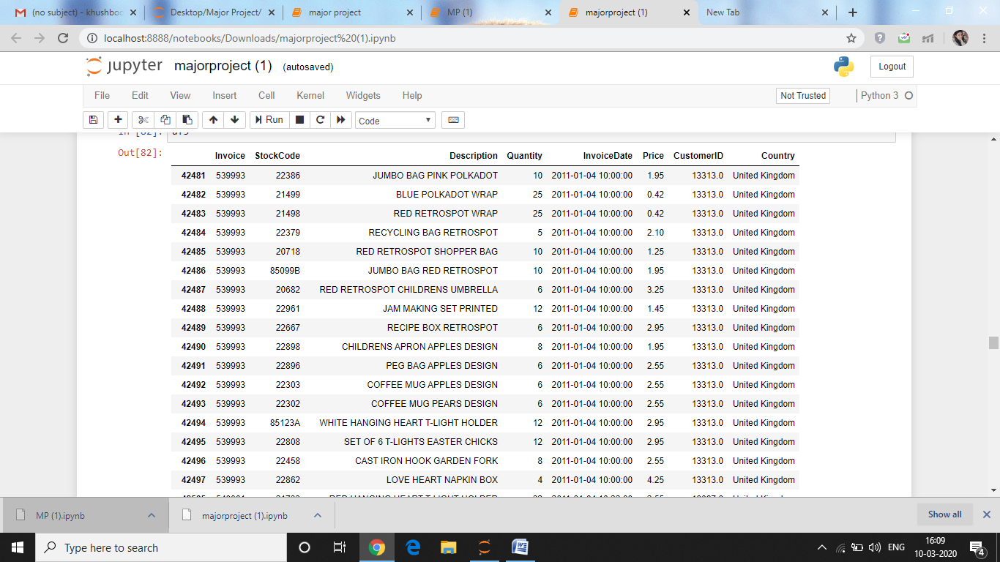 (no subject) - khushboo
Desktop/Major Project/
major project
MP (1)
majorproject (1)
New Tab
localhost:8888/notebooks/Downloads/majorproject%20(1).ipynb
jupyter majorproject (1) (autosaved)
Logout
File Edit View Insert Cell Kernel Widgets Help
Not Trusted
Python 3
Run
Code
In [82]:
Out[82]:
Invoice StockCode Description Quantity InvoiceDate Price CustomerID Country
42481 539993 22386 JUMBO BAG PINK POLKADOT 10 2011-01-04 10:00:00 1.95 13313.0 United Kingdom
42482 539993 21499 BLUE POLKADOT WRAP 25 2011-01-04 10:00:00 0.42 13313.0 United Kingdom
42483 539993 21498 RED RETROSPOT WRAP 25 2011-01-04 10:00:00 0.42 13313.0 United Kingdom
42484 539993 22379 RECYCLING BAG RETROSPOT 5 2011-01-04 10:00:00 2.10 13313.0 United Kingdom
42485 539993 20718 RED RETROSPOT SHOPPER BAG 10 2011-01-04 10:00:00 1.25 13313.0 United Kingdom
42486 539993 85099B JUMBO BAG RED RETROSPOT 10 2011-01-04 10:00:00 1.95 13313.0 United Kingdom
42487 539993 20682 RED RETROSPOT CHILDRENS UMBRELLA 6 2011-01-04 10:00:00 3.25 13313.0 United Kingdom
42488 539993 22961 JAM MAKING SET PRINTED 12 2011-01-04 10:00:00 1.45 13313.0 United Kingdom
42489 539993 22667 RECIPE BOX RETROSPOT 6 2011-01-04 10:00:00 2.95 13313.0 United Kingdom
42490 539993 22898 CHILDRENS APRON APPLES DESIGN 8 2011-01-04 10:00:00 1.95 13313.0 United Kingdom
42491 539993 22896 PEG BAG APPLES DESIGN 6 2011-01-04 10:00:00 2.55 13313.0 United Kingdom
42492 539993 22303 COFFEE MUG APPLES DESIGN 6 2011-01-04 10:00:00 2.55 13313.0 United Kingdom
42493 539993 22302 COFFEE MUG PEARS DESIGN 6 2011-01-04 10:00:00 2.55 13313.0 United Kingdom
42494 539993 85123A WHITE HANGING HEART T-LIGHT HOLDER 12 2011-01-04 10:00:00 2.95 13313.0 United Kingdom
42495 539993 22808 SET OF 6 T-LIGHTS EASTER CHICKS 12 2011-01-04 10:00:00 2.95 13313.0 United Kingdom
42496 539993 22458 CAST IRON HOOK GARDEN FORK 8 2011-01-04 10:00:00 2.55 13313.0 United Kingdom
42497 539993 22862 LOVE HEART NAPKIN BOX 4 2011-01-04 10:00:00 4.25 13313.0 United Kingdom
MP (1).ipynb
majorproject (1).ipynb
Show all
Type here to search
ENG
16:09
10-03-2020
4